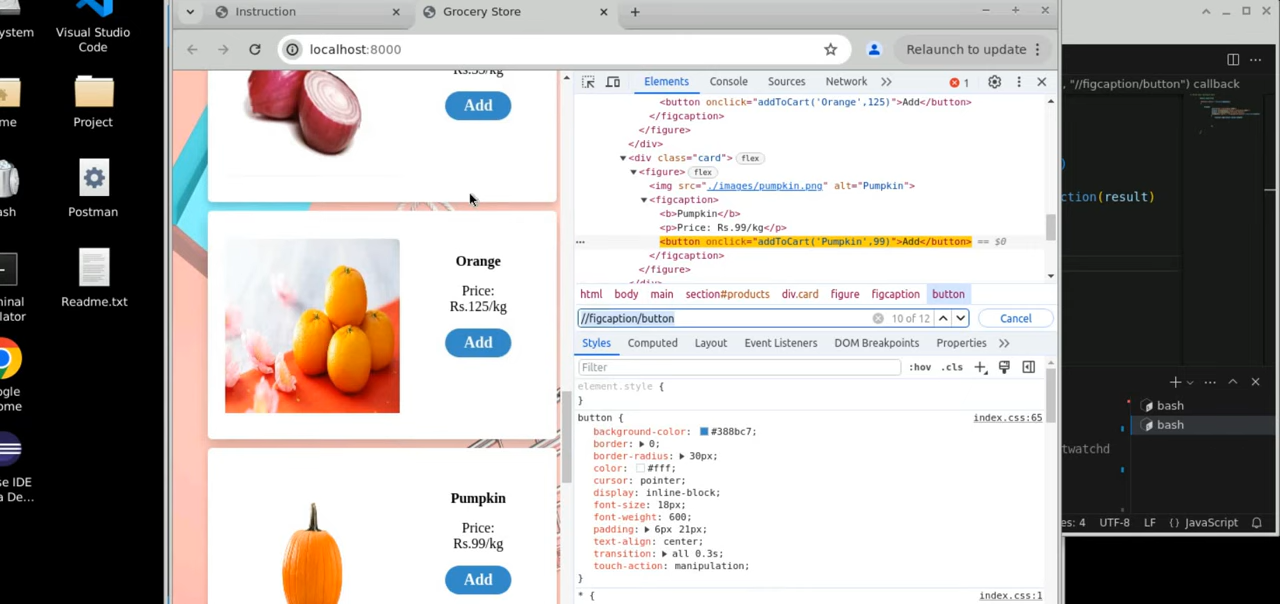 Instruction
Grocery Store
localhost:8000
Relaunch to update
ystem
Visual Studio
Code
me
Project
ash
Postman
Readme.txt
minal
lator
ogle
ome
se IDE
a De...
Rs.55/kg
Add
Orange
Price:
Rs.125/kg
Add
Pumpkin
Price:
Rs.99/kg
Add
Elements
Console
Sources
Network
1
<button onclick="addToCart('Orange',125)">Add</button>
</figcaption>
</figure>
</div>
<div class="card"> flex
<figure> flex
<img src="./images/pumpkin.png" alt="Pumpkin">
<figcaption>
<b>Pumpkin</b>
<p>Price: Rs.99/kg</p>
... <button onclick="addToCart('Pumpkin',99)">Add</button> == $0
</figcaption>
</figure>
html body main section#products div.card figure figcaption button
//figcaption/button
10 of 12
Cancel
Styles
Computed
Layout
Event Listeners
DOM Breakpoints
Properties
Filter
:hov .cls
element.style {
}
button {
index.css:65
background-color: #388bc7;
border: 0;
border-radius: 30px;
color: #fff;
cursor: pointer;
display: inline-block;
font-size: 18px;
font-weight: 600;
padding: 6px 21px;
text-align: center;
transition: all 0.3s;
touch-action: manipulation;
}
* {
index.css:1
, "//figcaption/button") callback
)
ction(result)
bash
bash
twatchd
es: 4 UTF-8 LF {} JavaScript